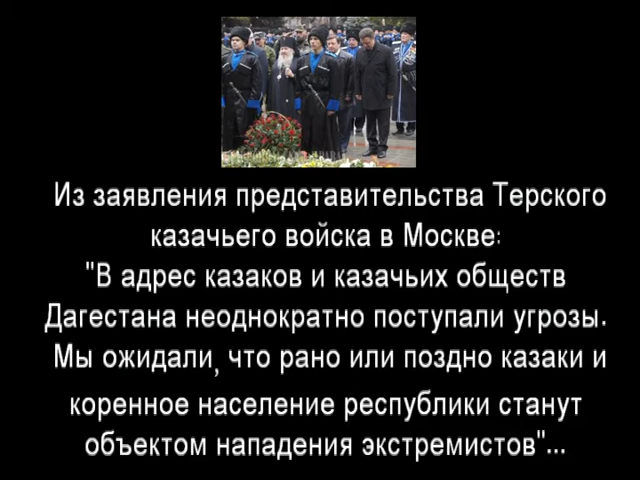 Из заявления представительства Терского
казачьего войска в Москве:
"В адрес казаков и казачьих обществ
Дагестана неоднократно поступали угрозы.
Мы ожидали, что рано или поздно казаки и
коренное население республики станут
объектом нападения экстремистов"...